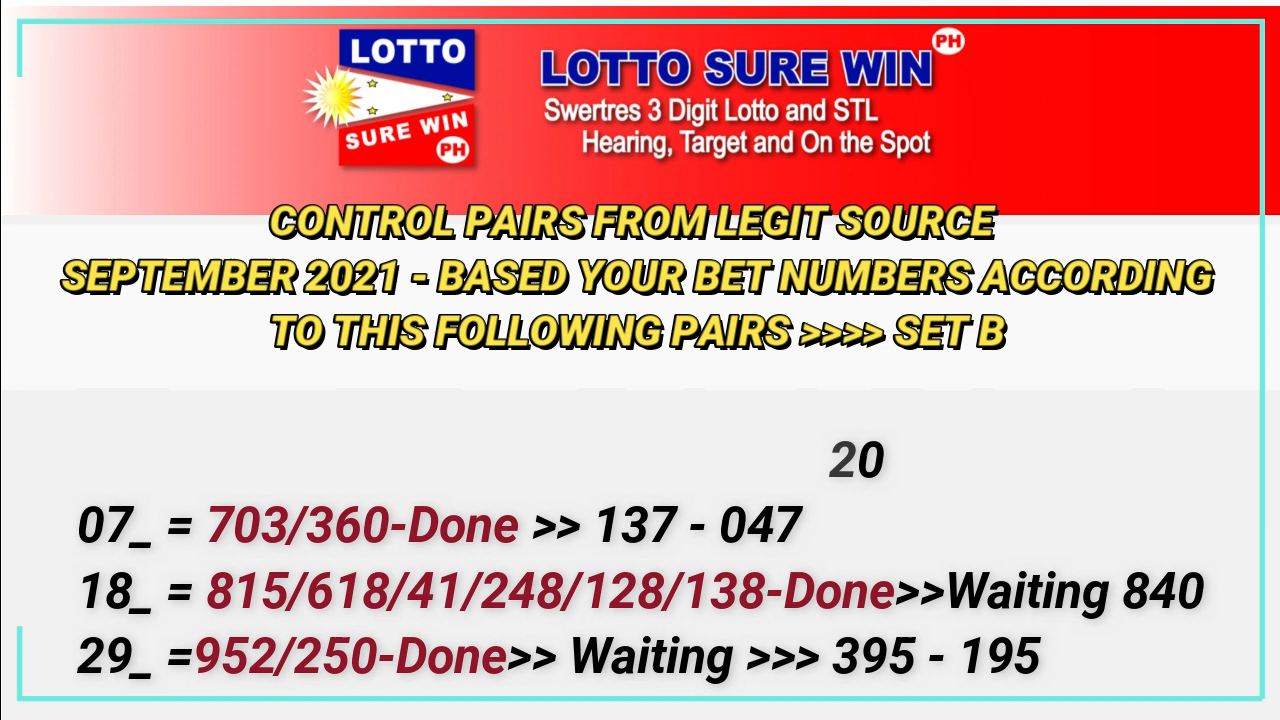 LOTTO
SURE WIN
PH
LOTTO SURE WIN PH
Swertres 3 Digit Lotto and STL
Hearing, Target and On the Spot
CONTROL PAIRS FROM LEGIT SOURCE
SEPTEMBER 2021 - BASED YOUR BET NUMBERS ACCORDING
TO THIS FOLLOWING PAIRS >>>> SET B
20
07_ = 703/360-Done >> 137 - 047
18_ = 815/618/41/248/128/138-Done>>Waiting 840
29_ =952/250-Done>> Waiting >>> 395 - 195